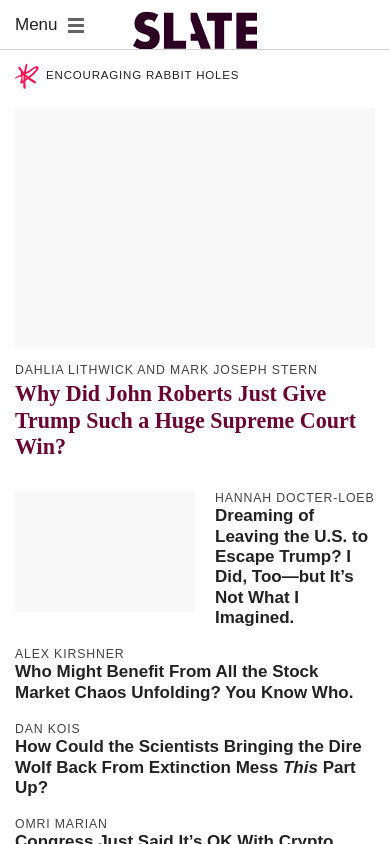 Menu
SLATE
ENCOURAGING RABBIT HOLES
DAHLIA LITHWICK AND MARK JOSEPH STERN
Why Did John Roberts Just Give
Trump Such a Huge Supreme Court
Win?
HANNAH DOCTER-LOEB
Dreaming of
Leaving the U.S. to
Escape Trump? I
Did, Too—but It’s
Not What I
Imagined.
ALEX KIRSHNER
Who Might Benefit From All the Stock
Market Chaos Unfolding? You Know Who.
DAN KOIS
How Could the Scientists Bringing the Dire
Wolf Back From Extinction Mess This Part
Up?
OMRI MARIAN
Congress Just Said It’s OK With Crypto